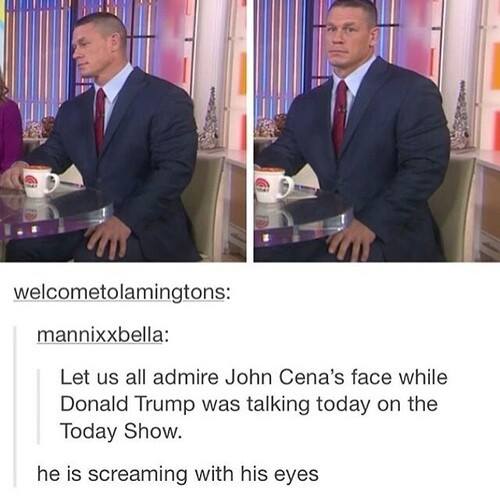 TODAY
welcometolamingtons:
mannixxbella:
Let us all admire John Cena's face while
Donald Trump was talking today on the
Today Show.
he is screaming with his eyes